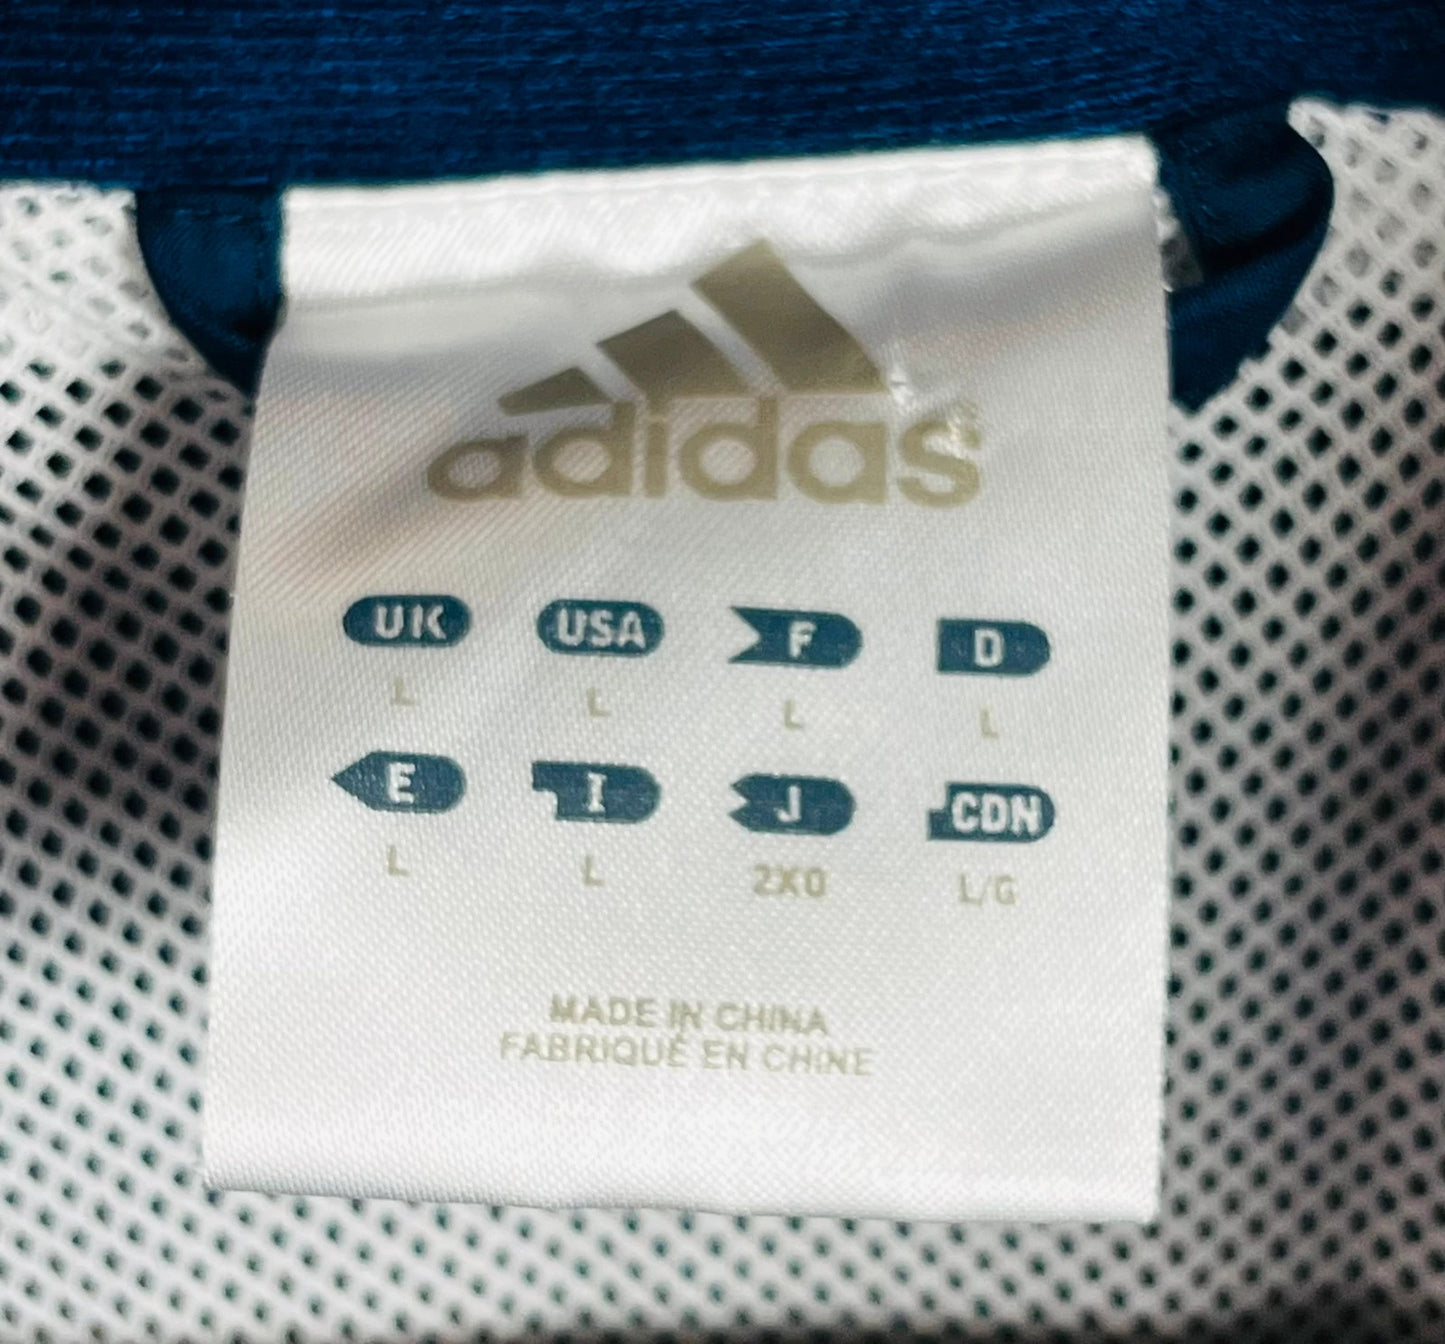 adidas
UK USA F D
L L L L
E I J CDN
L L 2XO L/G
MADE IN CHINA
FABRIQUÉ EN CHINE